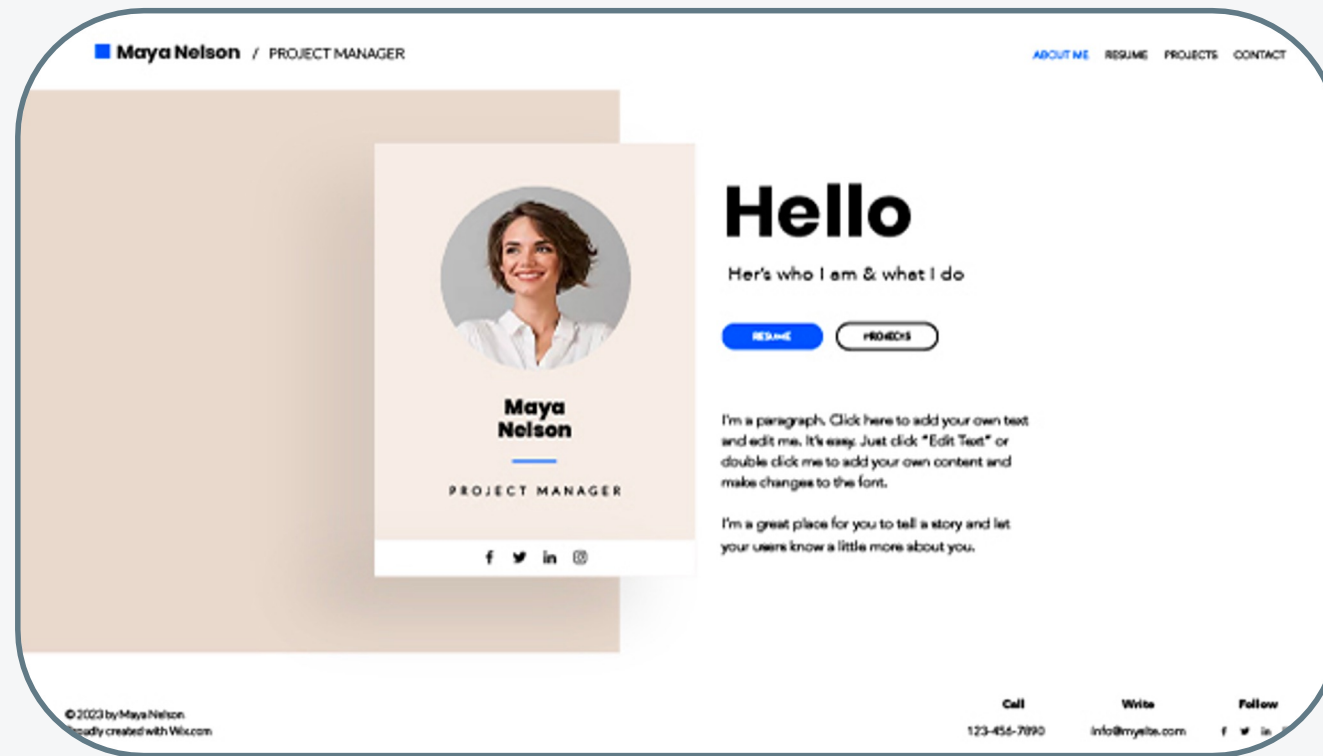 Maya Nelson / PROJECT MANAGER
ABOUT ME RESUME PROJECTS CONTACT
Maya
Nelson
PROJECT MANAGER
Hello
Her's who I am & what I do
RESUME PROJECTS
I'm a paragraph. Click here to add your own text
and edit me. It's easy. Just click "Edit Text" or
double click me to add your own content and
make changes to the font.
I'm a great place for you to tell a story and let
your users know a little more about you.
© 2023 by Maya Nelson
Proudly created with Wix.com
Call
123-456-7890
Write
info@mysite.com
Follow